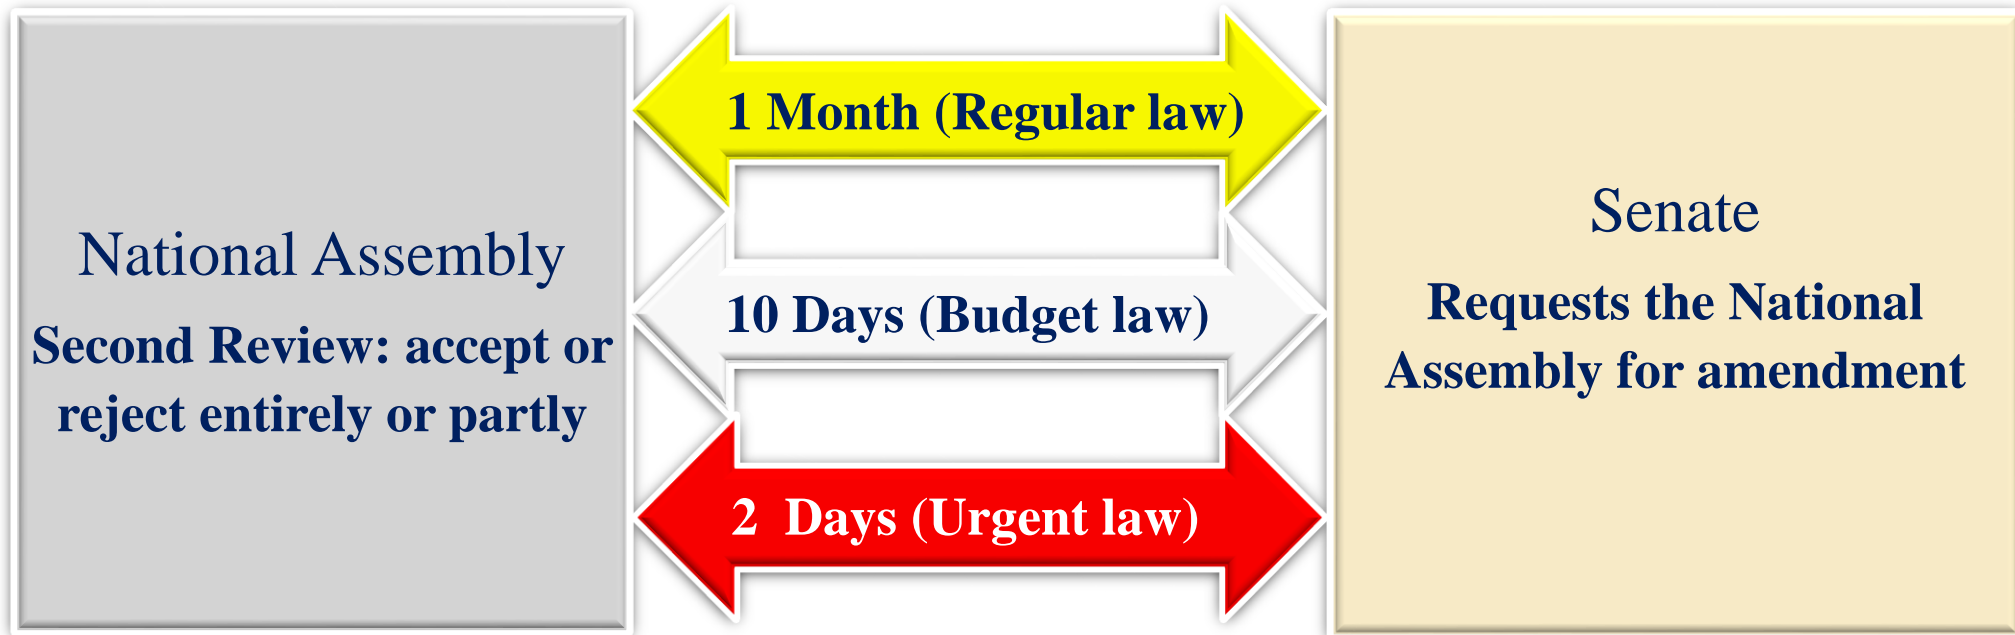 National Assembly
Second Review: accept or
reject entirely or partly
1 Month (Regular law)
10 Days (Budget law)
2 Days (Urgent law)
Senate
Requests the National
Assembly for amendment